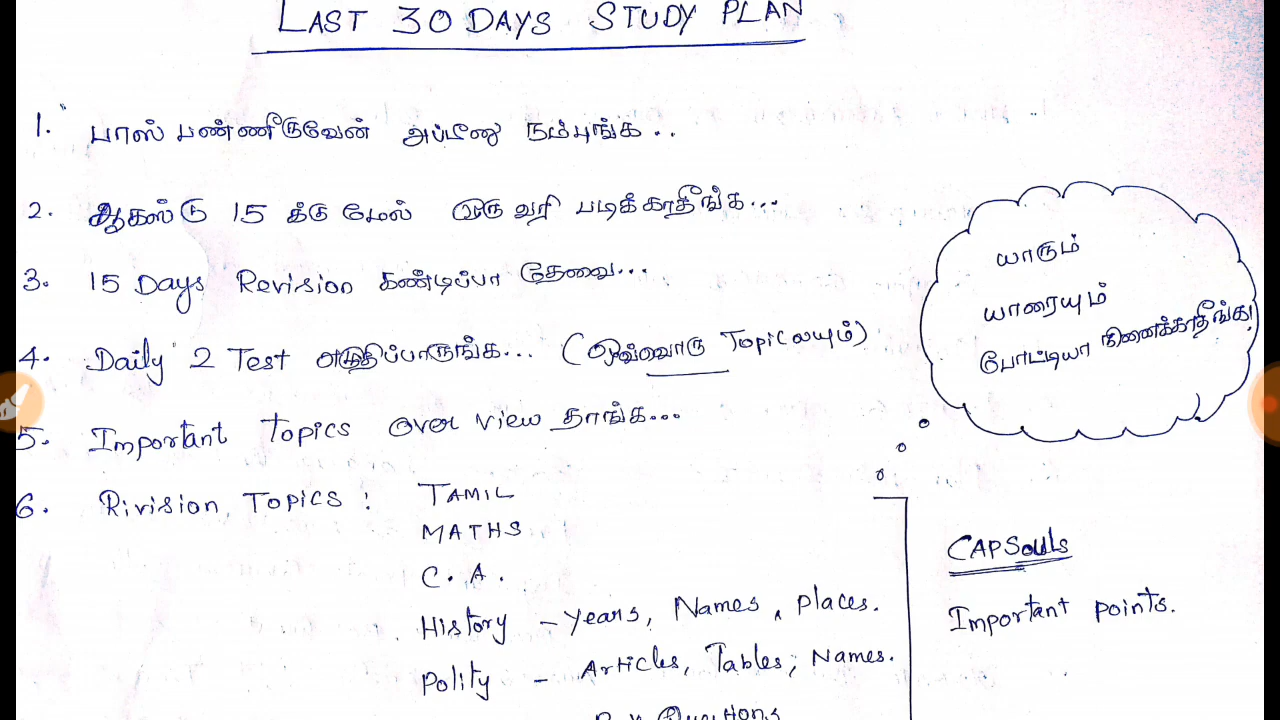 LAST 30 DAYS STUDY PLAN
1. பாஸ் பண்ணீருவேன் அப்டீனு நம்புங்க..
2. ஆகஸ்டு 15 க்கு மேல் ஒரு வரி படிக்காதீங்க...
3. 15 Days Revision கண்டிப்பா தேவை...
4. Daily 2 Test எழுதிப்பாருங்க... (ஒவ்வொரு Topicலயும்)
5. Important Topics over view தாங்க...
6. Rivision Topics : TAMIL
MATHS
C.A.
History - years, Names, places.
Polity - Articles, Tables, Names.
யாரும்
யாரையும்
போட்டியா நினைக்காதீங்க!
CAPSouls
Important points.